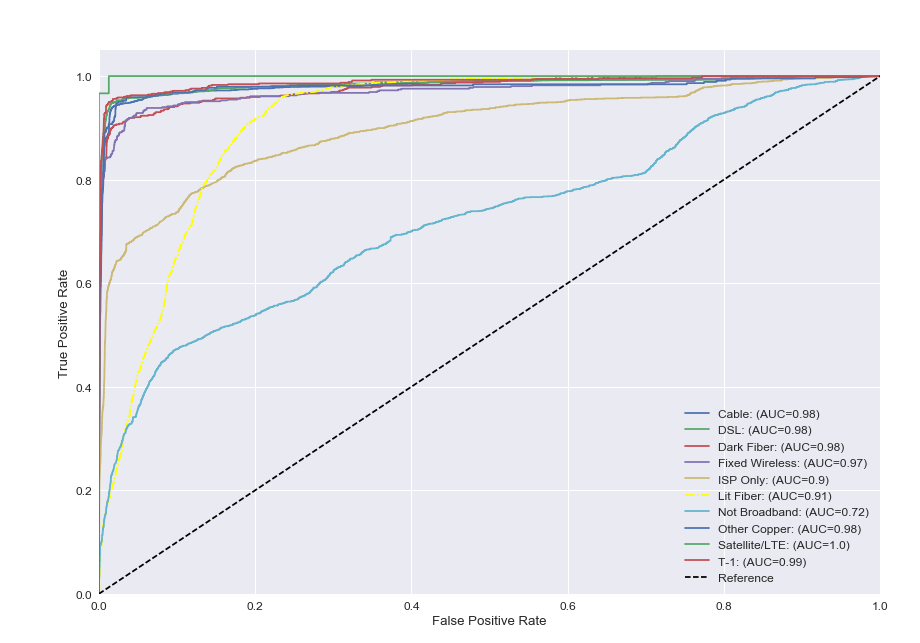 1.0
0.8
0.6
0.4
0.2
0.0
True Positive Rate
Cable: (AUC=0.98)
DSL: (AUC=0.98)
Dark Fiber: (AUC=0.98)
Fixed Wireless: (AUC=0.97)
ISP Only: (AUC=0.9)
Lit Fiber: (AUC=0.91)
Not Broadband: (AUC=0.72)
Other Copper: (AUC=0.98)
Satellite/LTE: (AUC=1.0)
T-1: (AUC=0.99)
Reference
0.0 0.2 0.4 0.6 0.8 1.0
False Positive Rate